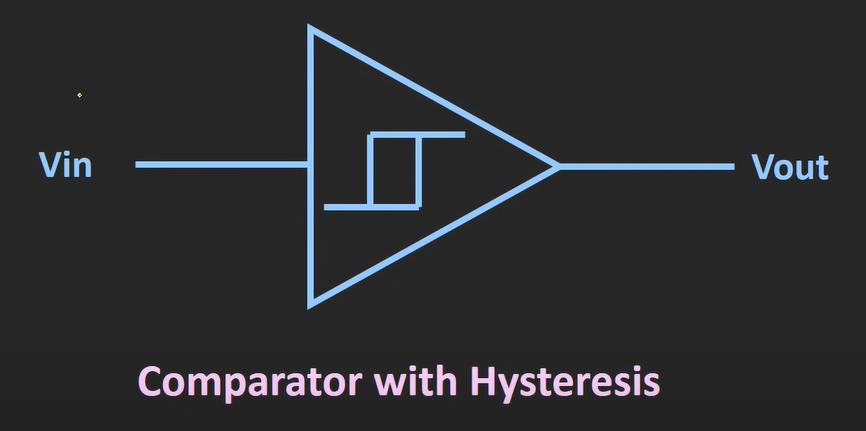 Vin
Vout
Comparator with Hysteresis